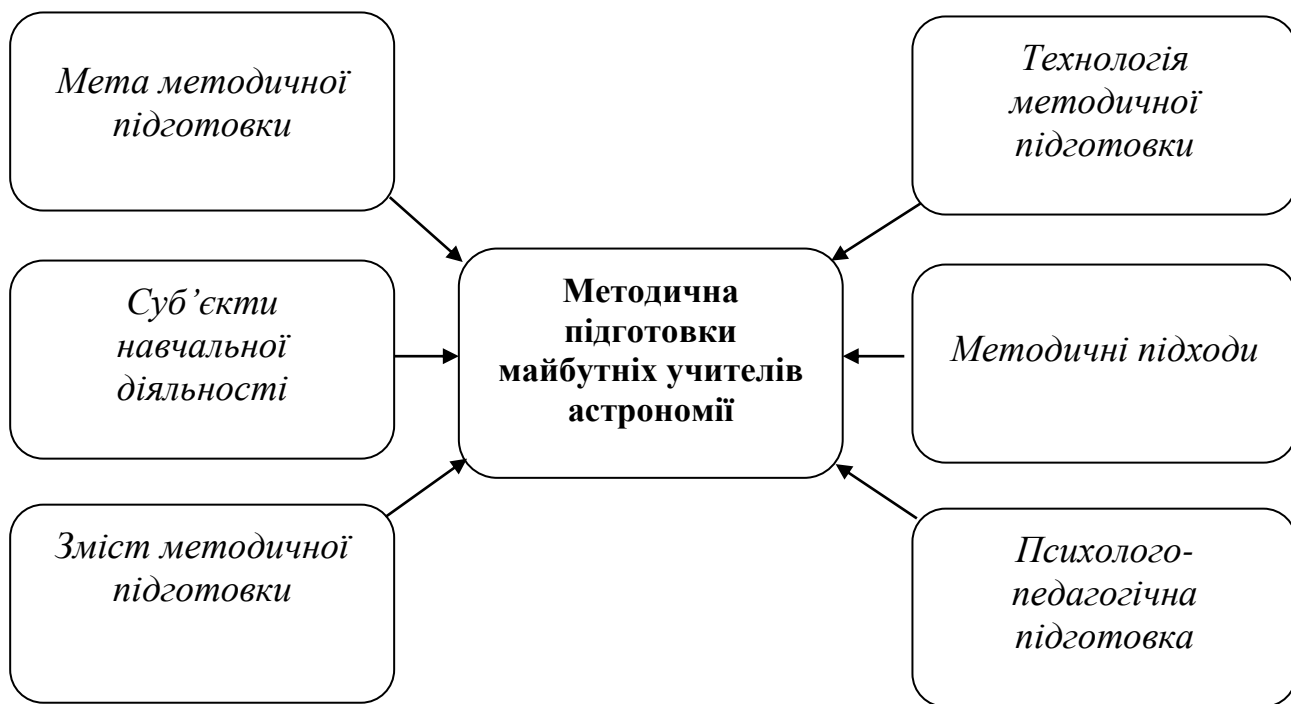 Мета методичної
підготовки
Суб’єкти
навчальної
діяльності
Зміст методичної
підготовки
Методична
підготовки
майбутніх учителів
астрономії
Технологія
методичної
підготовки
Методичні підходи
Психолого-
педагогічна
підготовка